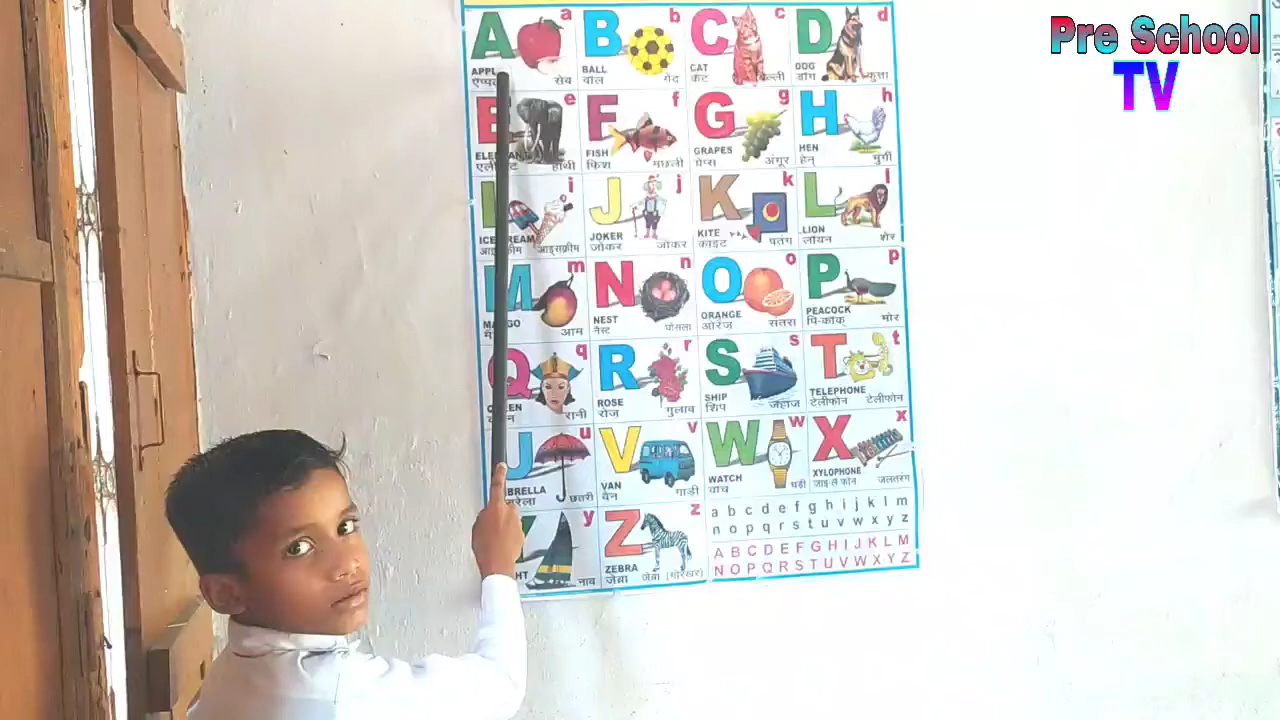 Pre School
TV
A a B b C c D d
APPLE BALL CAT DOG
सेब बॉल गेंद कैट बिल्ली डॉग कुत्ता
E e F f G g H h
FISH GRAPES HEN
हाथी फिश मछली ग्रेप्स अंगूर हेन् मुर्गी
I i J j K k L l
JOKER KITE LION
आइसक्रीम जोकर जोकर काइट पतंग लॉयन शेर
M m N n O o P p
NEST ORANGE PEACOCK
आम नैस्ट घोंसला ऑरेंज संतरा पि-कॉक् मोर
Q q R r S s T t
ROSE SHIP TELEPHONE
रानी रोज गुलाब शिप जहाज टेलीफोन टेलीफोन
U u V v W w X x
VAN WATCH XYLOPHONE
छतरी वैन गाड़ी वॉच घड़ी जलतरंग
y Z z
ZEBRA
नाव जेब्रा जेब्रा
a b c d e f g h i j k l m
n o p q r s t u v w x y z
A B C D E F G H I J K L M
N O P Q R S T U V W X Y Z